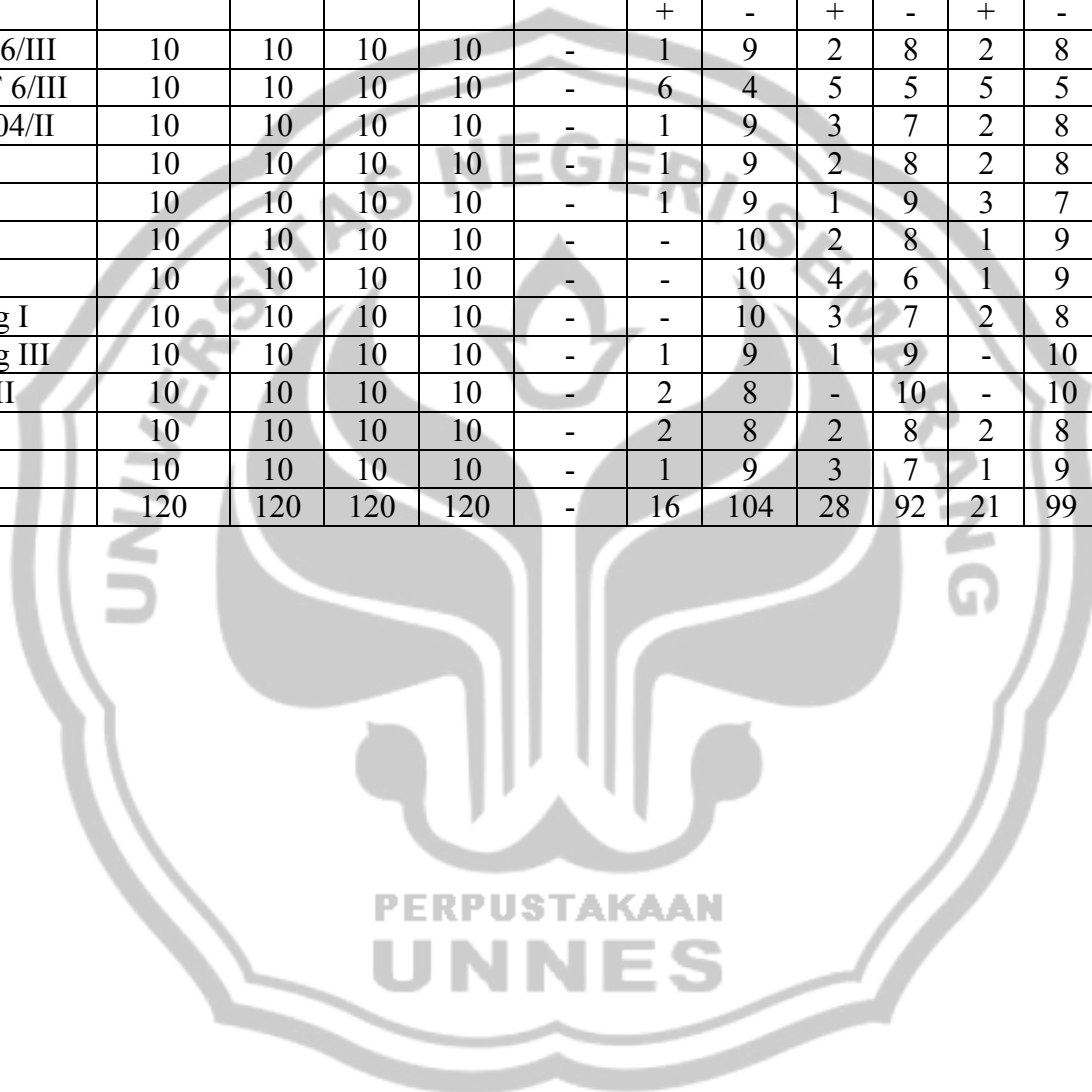 + - + - + -
6/III 10 10 10 10 - 1 9 2 8 2 8
6/III 10 10 10 10 - 6 4 5 5 5 5
04/II 10 10 10 10 - 1 9 3 7 2 8
10 10 10 10 - 1 9 2 8 2 8
10 10 10 10 - 1 9 1 9 3 7
10 10 10 10 - - 10 2 8 1 9
10 10 10 10 - - 10 4 6 1 9
g I 10 10 10 10 - - 10 3 7 2 8
g III 10 10 10 10 - 1 9 1 9 - 10
II 10 10 10 10 - 2 8 - 10 - 10
10 10 10 10 - 2 8 2 8 2 8
10 10 10 10 - 1 9 3 7 1 9
120 120 120 120 - 16 104 28 92 21 99
UNIVERSITAS NEGERI SEMARANG
PERPUSTAKAAN
UNNES